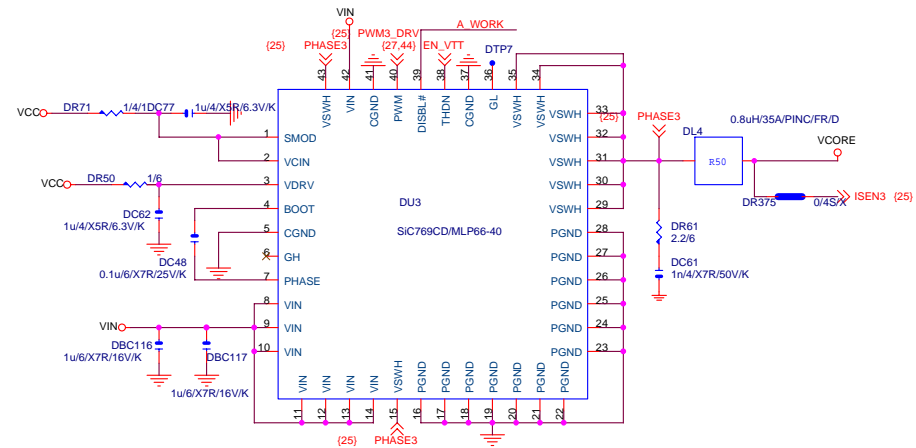 VIN
A_WORK
{25} PWM3_DRV
{25} PHASE3 {27,44} EN_VTT
DTP7
43 42 41 40 39 38 37 36 35 34
VSWH VIN CGND PWM DISBL# THDN CGND GL VSWH VSWH
VCC DR71 1/4/1 DC77 1u/4/X5R/6.3V/K
1 SMOD
2 VCIN
VCC DR50 1/6
3 VDRV
DC62
1u/4/X5R/6.3V/K
4 BOOT
5 CGND
6 GH
DC48
0.1u/6/X7R/25V/K
7 PHASE
8 VIN
VIN 9 VIN
10 VIN
DBC116
1u/6/X7R/16V/K
DBC117
1u/6/X7R/16V/K
DU3
SiC769CD/MLP66-40
VSWH 33
{25} PHASE3
VSWH 32
VSWH 31
VSWH 30
VSWH 29
PGND 28
PGND 27
PGND 26
PGND 25
PGND 24
PGND 23
DL4
0.8uH/35A/PINC/FR/D
R50
VCORE
DR375 0/4S/X ISEN3 {25}
DR61
2.2/6
DC61
1n/4/X7R/50V/K
VIN VIN VIN VIN VSWH PGND PGND PGND PGND PGND PGND PGND
11 12 13 14 15 16 17 18 19 20 21 22
{25} PHASE3